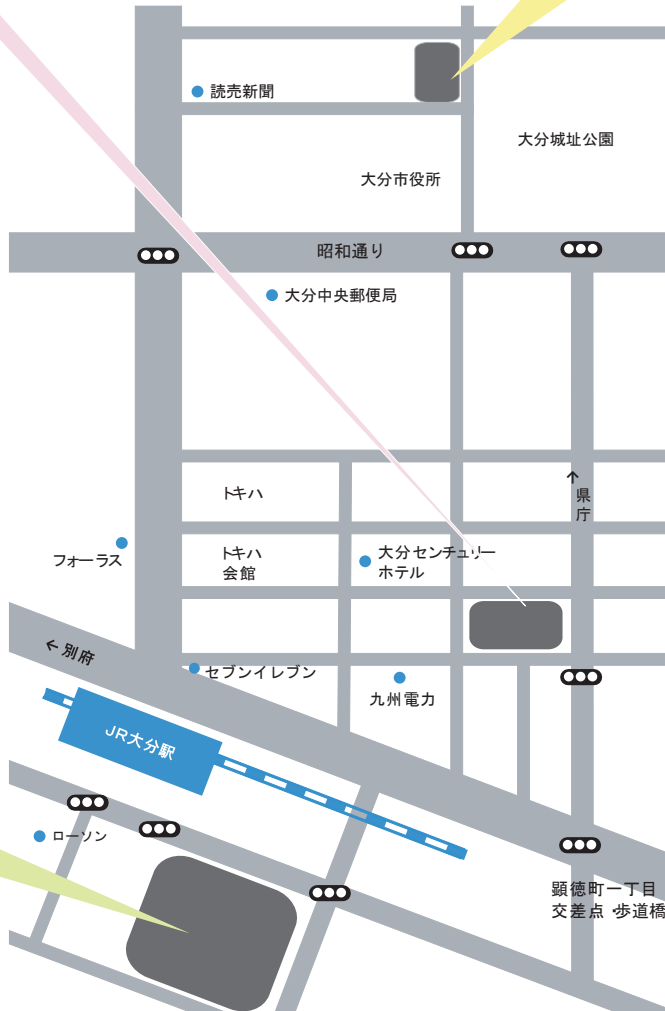 読売新聞
大分城址公園
大分市役所
昭和通り
大分中央郵便局
トキハ
↑
県
庁
フォーラス
トキハ
会館
大分センチュリー
ホテル
←別府
セブンイレブン
九州電力
JR大分駅
ローソン
顕徳町一丁目
交差点・歩道橋